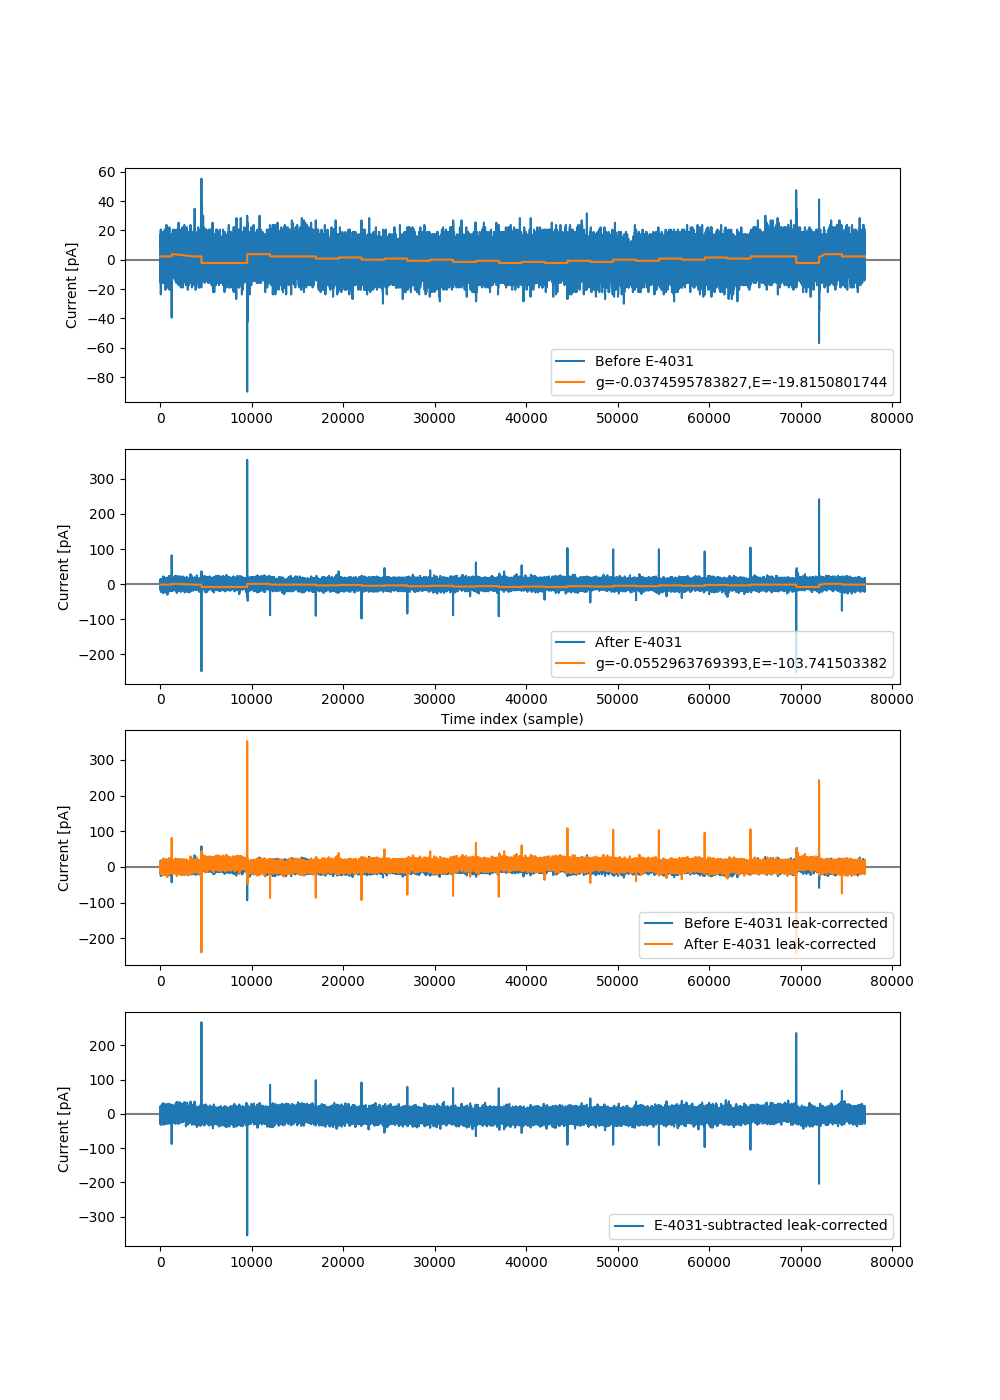 60
40
20
0
−20
−40
−60
−80
Current [pA]
Before E-4031
g=-0.0374595783827,E=-19.8150801744
0 10000 20000 30000 40000 50000 60000 70000 80000
300
200
100
0
−100
−200
Current [pA]
After E-4031
g=-0.0552963769393,E=-103.741503382
0 10000 20000 30000 40000 50000 60000 70000 80000
Time index (sample)
300
200
100
0
−100
−200
Current [pA]
Before E-4031 leak-corrected
After E-4031 leak-corrected
0 10000 20000 30000 40000 50000 60000 70000 80000
200
100
0
−100
−200
−300
Current [pA]
E-4031-subtracted leak-corrected
0 10000 20000 30000 40000 50000 60000 70000 80000